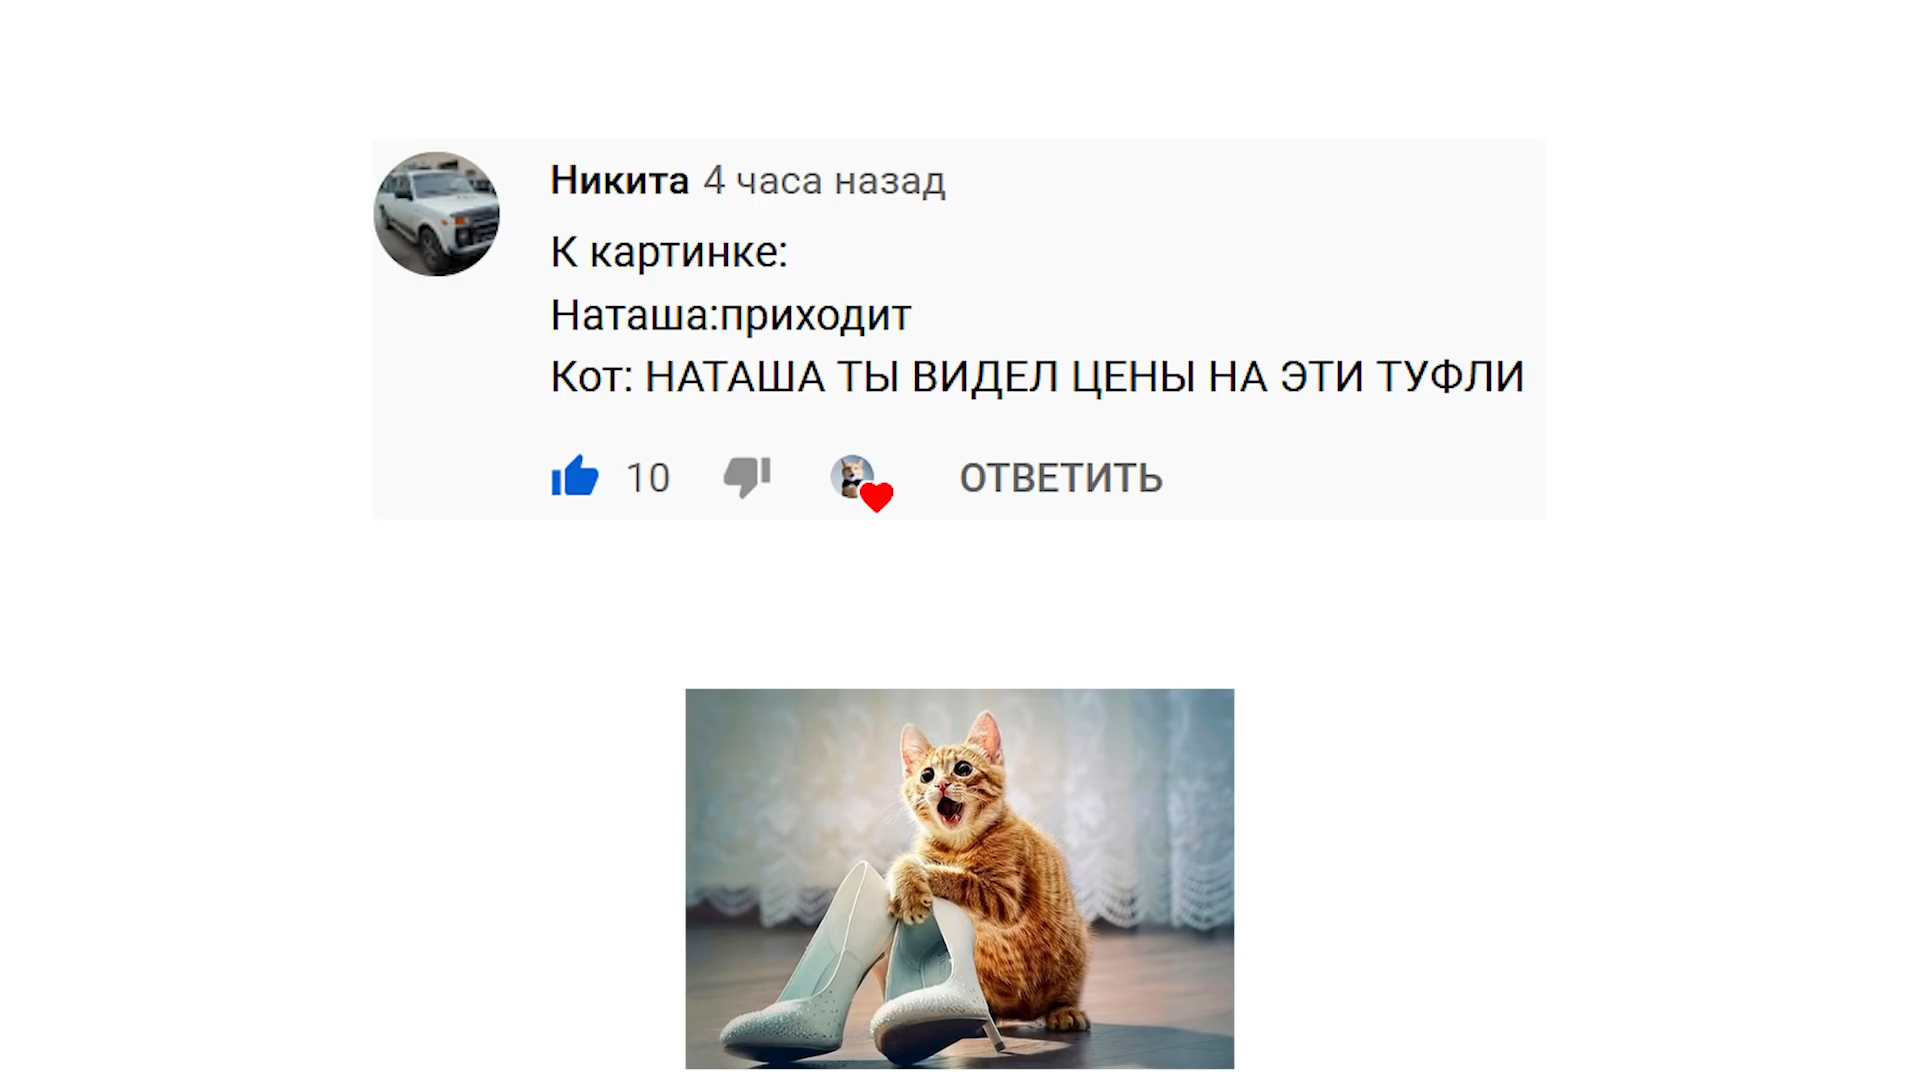 Никита 4 часа назад
К картинке:
Наташа:приходит
Кот: НАТАША ТЫ ВИДЕЛ ЦЕНЫ НА ЭТИ ТУФЛИ
10
ОТВЕТИТЬ